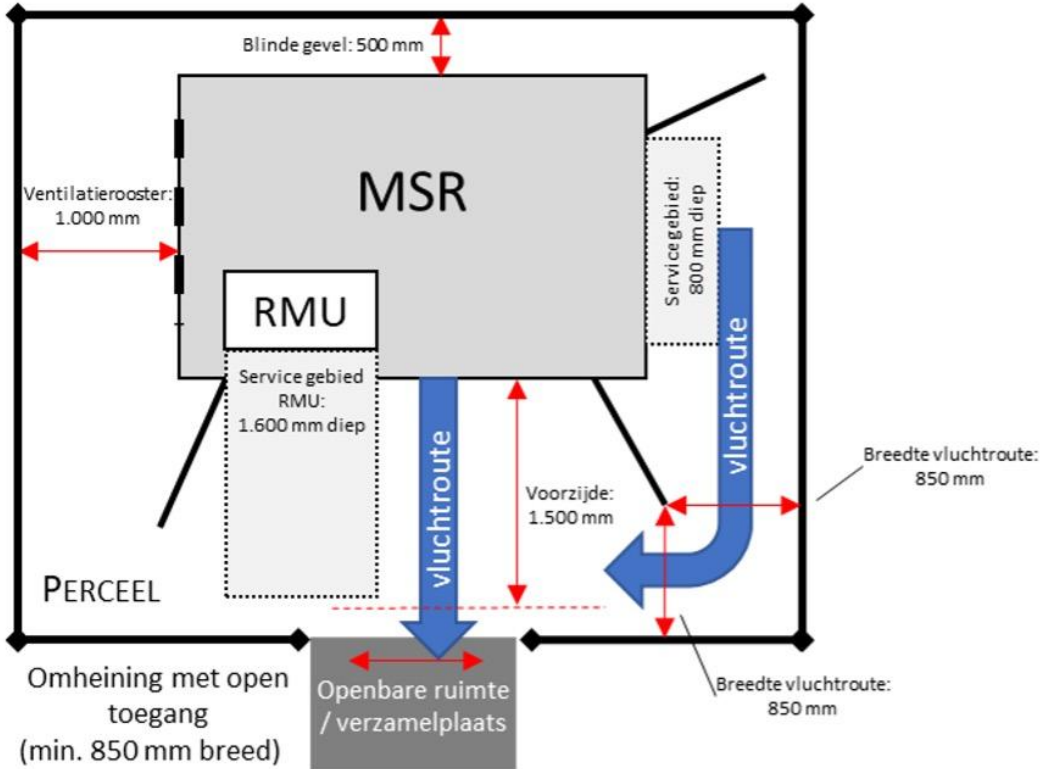 Blinde gevel: 500 mm
MSR
Ventilatierooster:
1.000 mm
Servicegebied:
800 mm diep
RMU
vluchtroute
Service gebied
RMU:
1.600 mm diep
vluchtroute
Voorzijde:
1.500 mm
Breedte vluchtroute:
850 mm
PERCEEL
Omheining met open
toegang
(min. 850 mm breed)
Openbare ruimte
/ verzamelplaats
Breedte vluchtroute:
850 mm